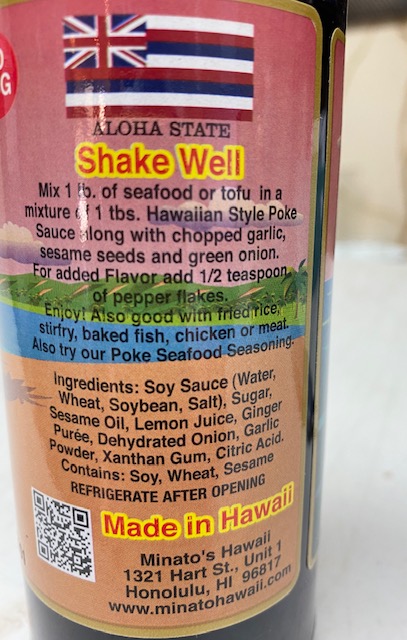 G
ALOHA STATE
Shake Well
Mix 1 lb. of seafood or tofu in a
mixture of 1 tbs. Hawaiian Style Poke
Sauce along with chopped garlic,
sesame seeds and green onion.
For added Flavor add 1/2 teaspoon
of pepper flakes.
Enjoy! Also good with fried rice,
stirfry, baked fish, chicken or meat.
Also try our Poke Seafood Seasoning.
Ingredients: Soy Sauce (Water,
Wheat, Soybean, Salt), Sugar,
Sesame Oil, Lemon Juice, Ginger
Purée, Dehydrated Onion, Garlic
Powder, Xanthan Gum, Citric Acid.
Contains: Soy, Wheat, Sesame
REFRIGERATE AFTER OPENING
Made in Hawaii
Minato's Hawaii
1321 Hart St., Unit 1
Honolulu, HI 96817
www.minatohawaii.com